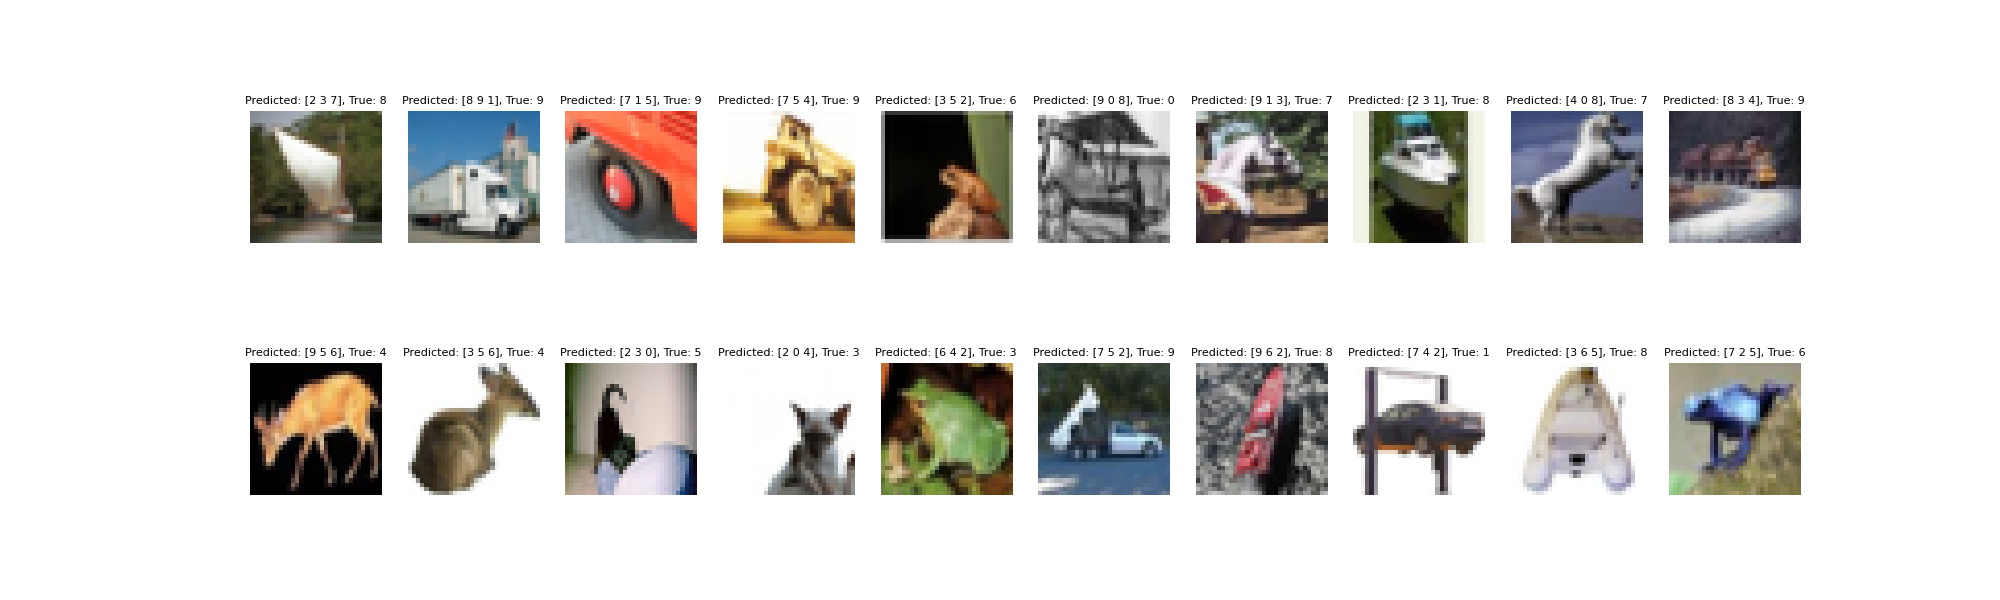 Predicted: [2 3 7], True: 8
Predicted: [8 9 1], True: 9
Predicted: [7 1 5], True: 9
Predicted: [7 5 4], True: 9
Predicted: [3 5 2], True: 6
Predicted: [9 0 8], True: 0
Predicted: [9 1 3], True: 7
Predicted: [2 3 1], True: 8
Predicted: [4 0 8], True: 7
Predicted: [8 3 4], True: 9
Predicted: [9 5 6], True: 4
Predicted: [3 5 6], True: 4
Predicted: [2 3 0], True: 5
Predicted: [2 0 4], True: 3
Predicted: [6 4 2], True: 3
Predicted: [7 5 2], True: 9
Predicted: [9 6 2], True: 8
Predicted: [7 4 2], True: 1
Predicted: [3 6 5], True: 8
Predicted: [7 2 5], True: 6